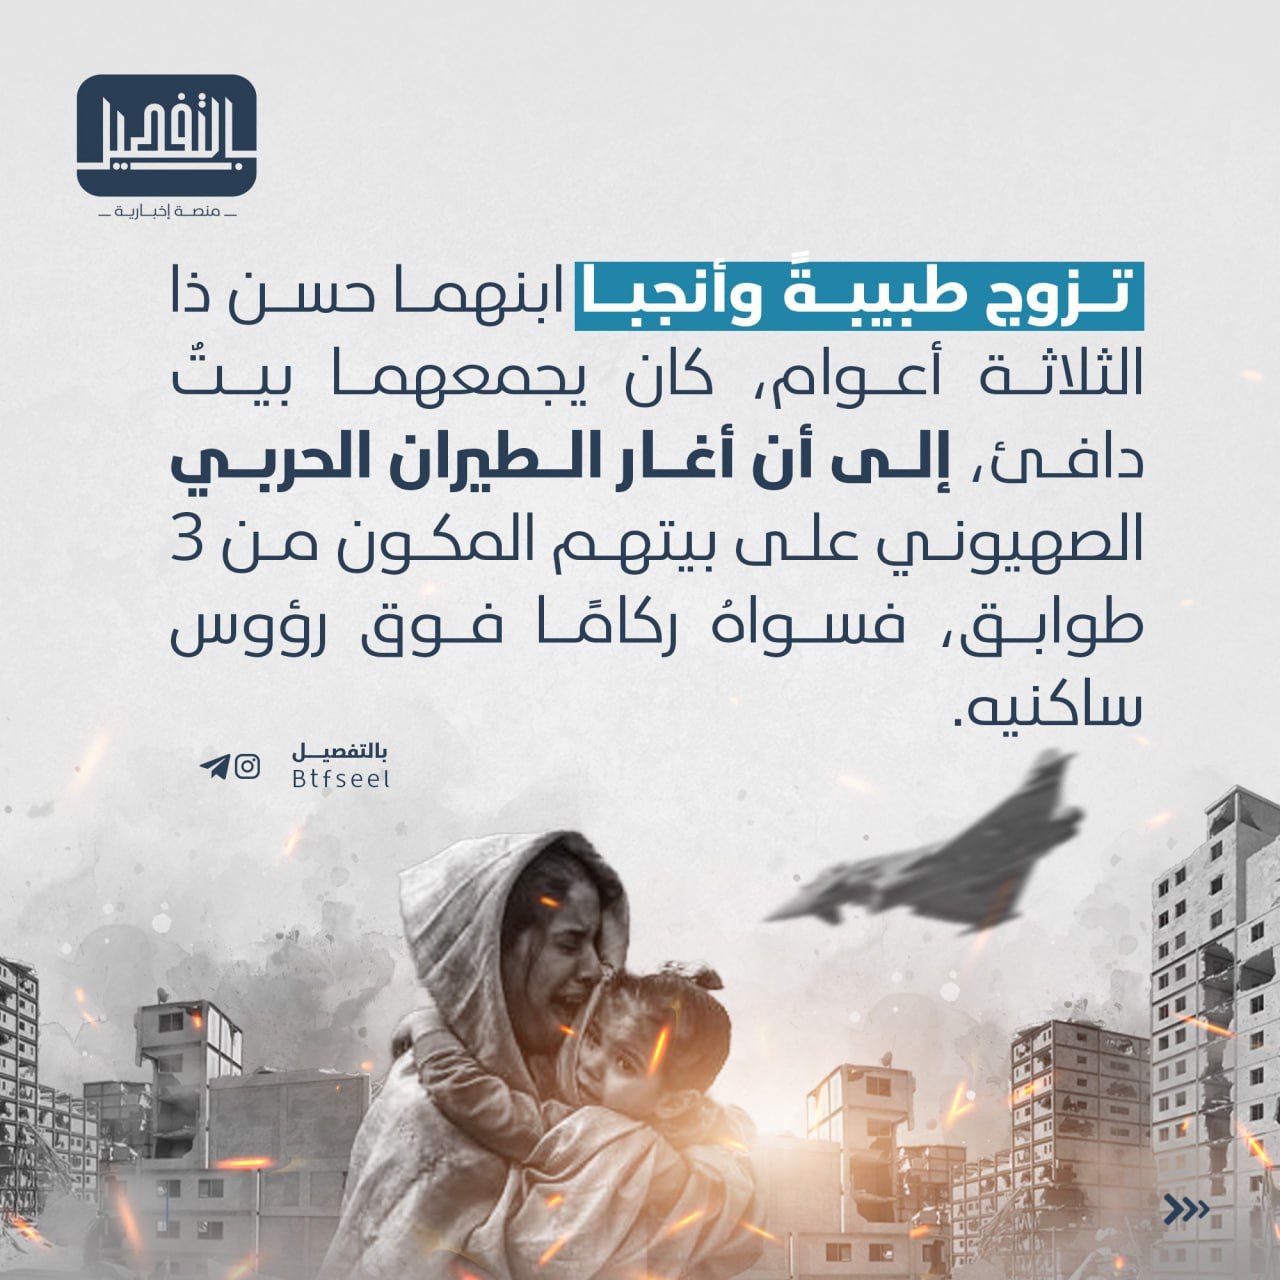 بالتفصيل
منصة إخبارية
تزوج طبيبةً وأنجبا ابنهما حسن ذا
الثلاثة أعوام، كان يجمعهما بيتٌ
دافئ، إلى أن أغار الطيران الحربي
الصهيوني على بيتهم المكون من 3
طوابق، فسواهُ ركامًا فوق رؤوس
ساكنيه.
بالتفصيل
Btfseel